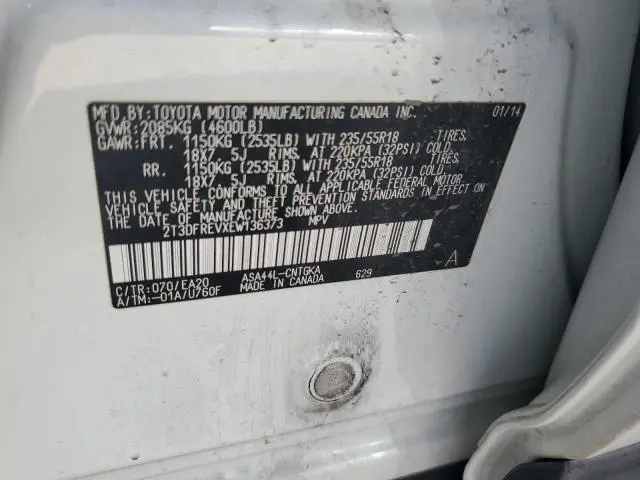 MFD.BY:TOYOTA MOTOR MANUFACTURING CANADA INC. 01/14
GVWR:2085KG (4600LB)
GAWR:FRT. 1150KG (2535LB) WITH 235/55R18 TIRES.
18X7.5J RIMS. AT 220KPA (32PSI) COLD.
RR. 1150KG (2535LB) WITH 235/55R18 TIRES.
18X7.5J RIMS. AT 220KPA (32PSI) COLD.
THIS VEHICLE CONFORMS TO ALL APPLICABLE FEDERAL MOTOR
VEHICLE SAFETY AND BUMPER STANDARDS IN EFFECT ON
THE DATE OF MANUFACTURE SHOWN ABOVE.
2T3DFREVXEW136373 MPV
A
C/TR:070/EA20 ASA44L-CNTGKA 629
A/TM:-01A/U760F MADE IN CANADA